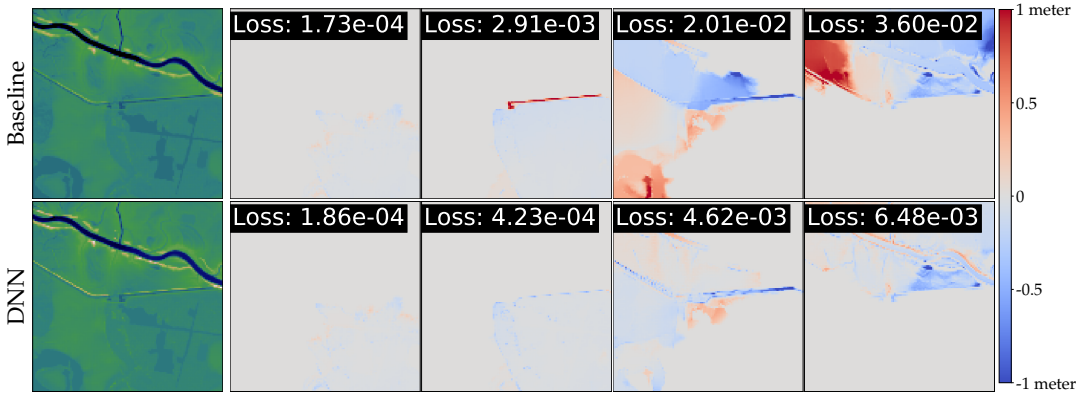 Baseline
Loss: 1.73e-04
Loss: 2.91e-03
Loss: 2.01e-02
Loss: 3.60e-02
DNN
Loss: 1.86e-04
Loss: 4.23e-04
Loss: 4.62e-03
Loss: 6.48e-03
1 meter
0.5
0
-0.5
-1 meter